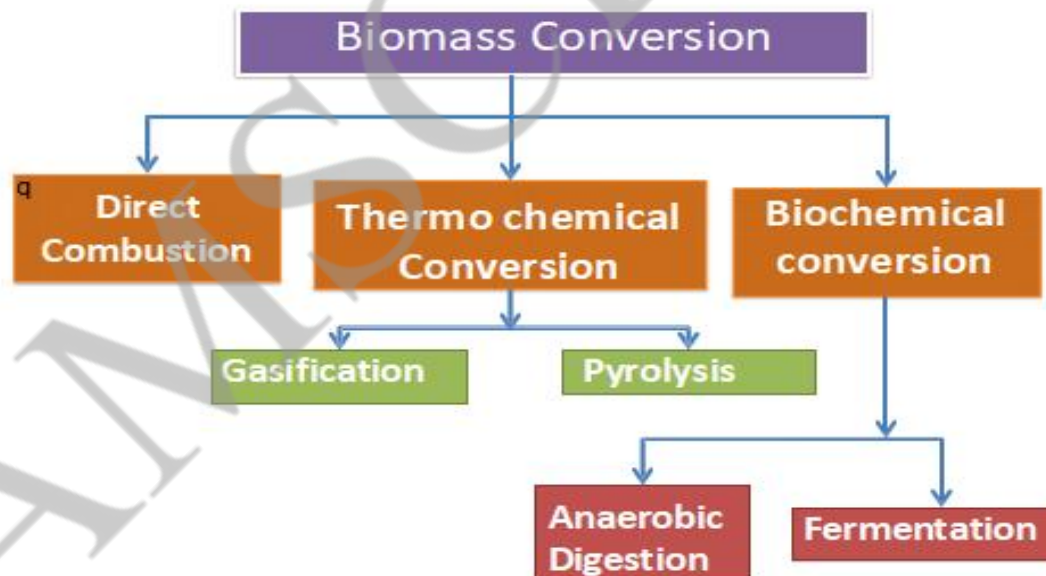 Biomass Conversion
q
Direct
Combustion
Thermo chemical
Conversion
Biochemical
conversion
Gasification
Pyrolysis
Anaerobic
Digestion
Fermentation